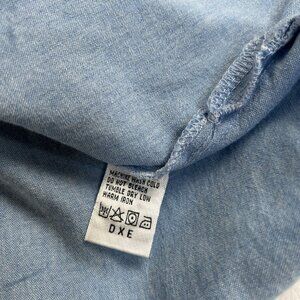 MACHINE WASH COLD
DO NOT BLEACH
TUMBLE DRY LOW
WARM IRON
DXE